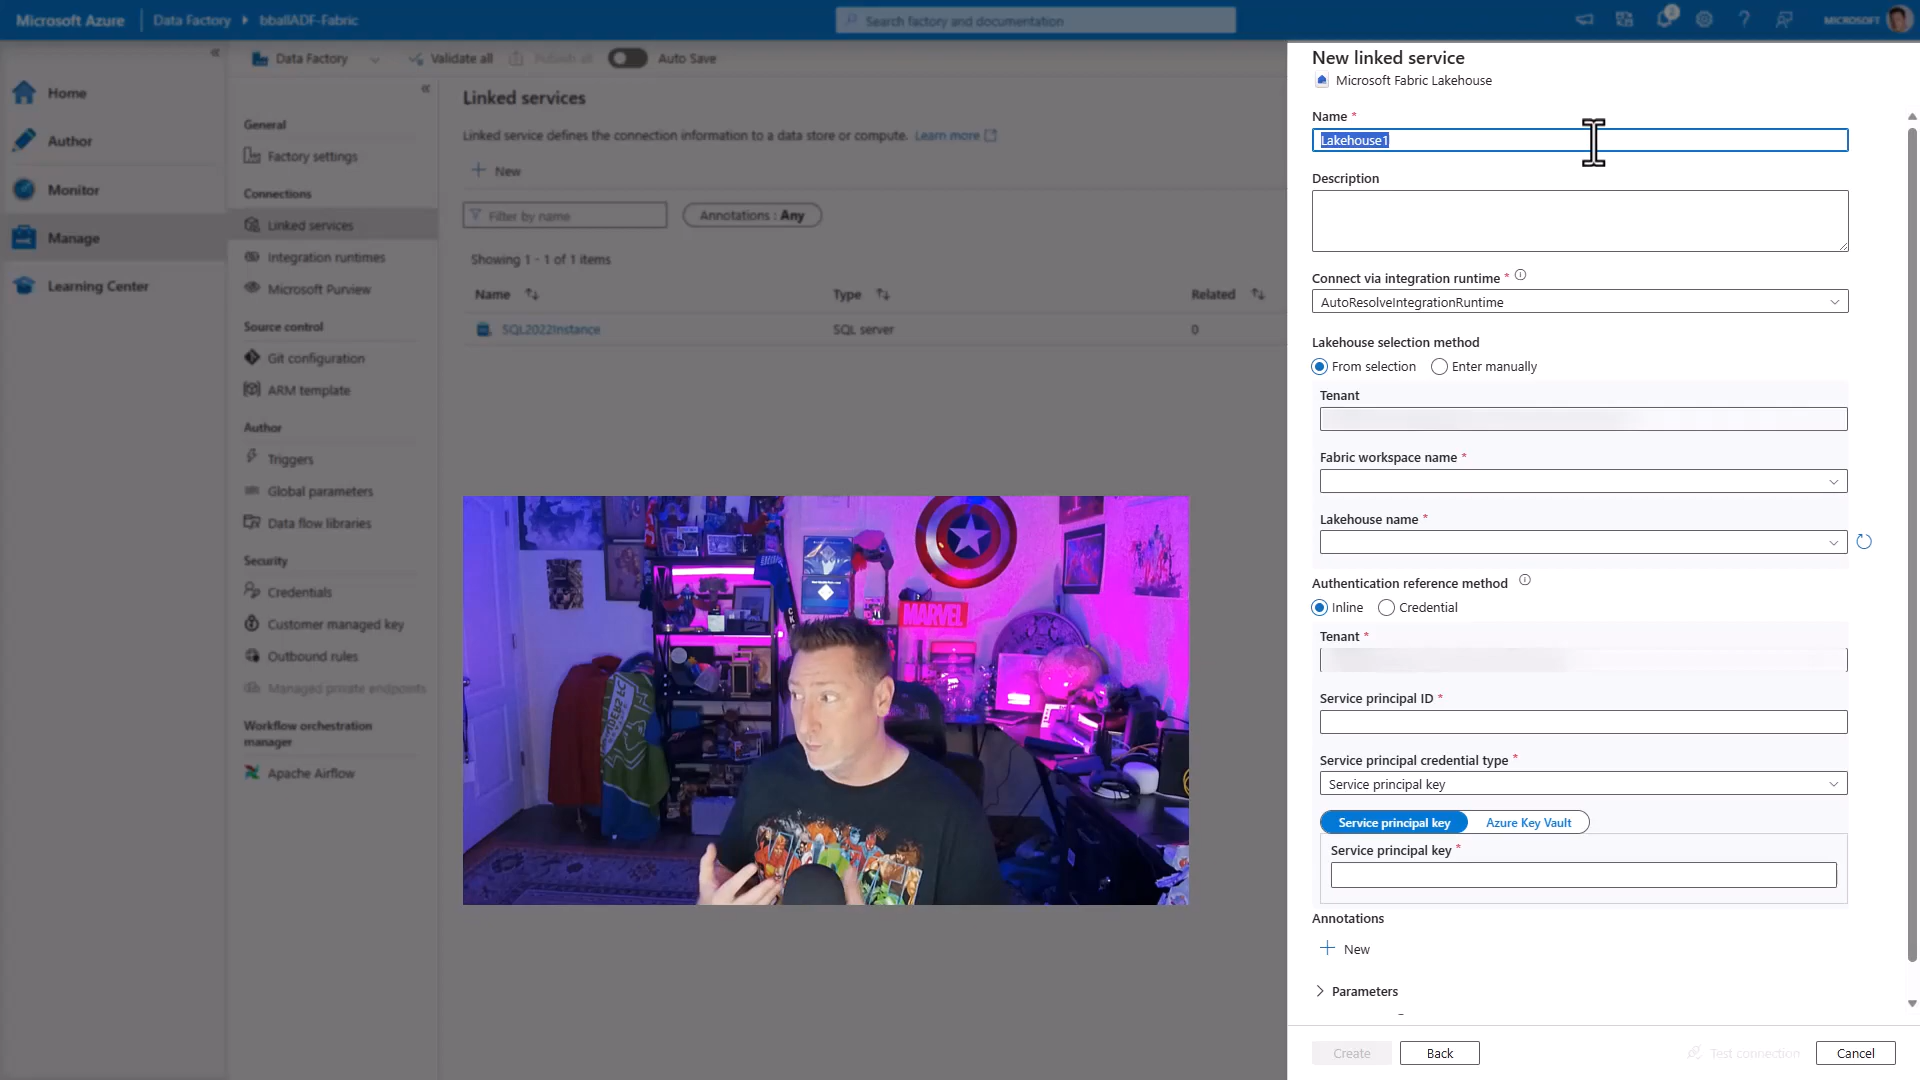 Microsoft Azure
Data Factory
bballADF-Fabric
Search factory and documentation
2
MICROSOFT
Home
Author
Monitor
Manage
Learning Center
Data Factory
Validate all
Publish all
Auto Save
General
Factory settings
Connections
Linked services
Integration runtimes
Microsoft Purview
Source control
Git configuration
ARM template
Author
Triggers
Global parameters
Data flow libraries
Security
Credentials
Customer managed key
Outbound rules
Managed private endpoints
Workflow orchestration
manager
Apache Airflow
Linked services
Linked service defines the connection information to a data store or compute. Learn more
New
Filter by name
Annotations : Any
Showing 1 - 1 of 1 items
Name
Type
Related
SQL2022Instance
SQL server
0
MARVEL
New linked service
Microsoft Fabric Lakehouse
Name *
Lakehouse1
Description
Connect via integration runtime *
AutoResolveIntegrationRuntime
Lakehouse selection method
From selection
Enter manually
Tenant
Fabric workspace name *
Lakehouse name *
Authentication reference method
Inline
Credential
Tenant *
Service principal ID *
Service principal credential type *
Service principal key
Service principal key
Azure Key Vault
Service principal key *
Annotations
New
Parameters
Create
Back
Test connection
Cancel